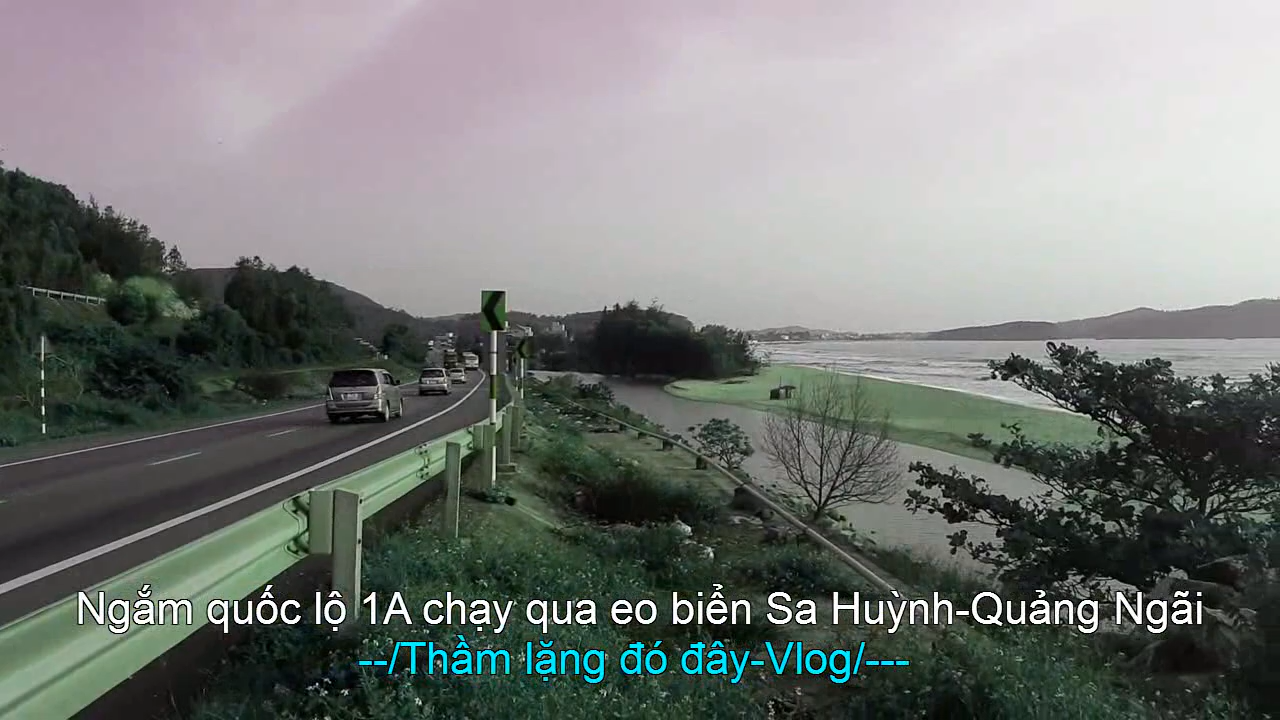 Ngắm quốc lộ 1A chạy qua eo biển Sa Huỳnh-Quảng Ngãi
--/Thầm lặng đó đây-Vlog/---